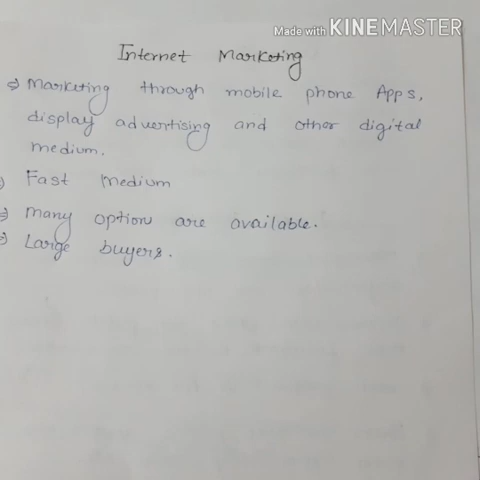 Made with KINEMASTER
Internet Marketing
⇒ Marketing through mobile phone Apps,
display advertising and other digital
medium.
⇒ Fast Medium
⇒ Many option are available.
⇒ Large buyers.